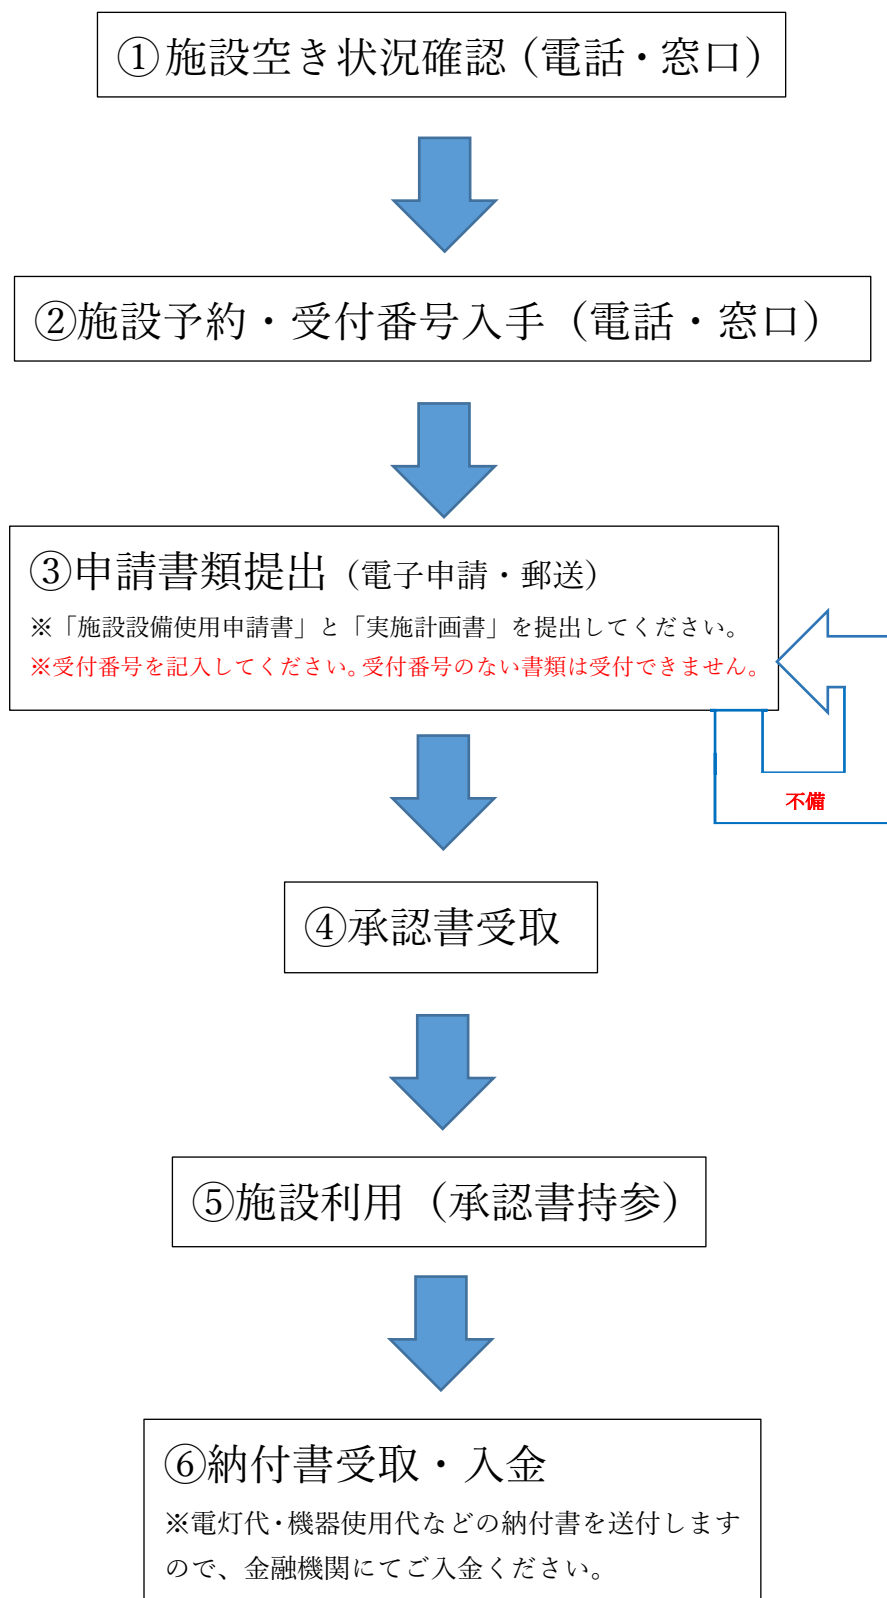 ①施設空き状況確認（電話・窓口）
②施設予約・受付番号入手（電話・窓口）
③申請書類提出（電子申請・郵送）
※「施設設備使用申請書」と「実施計画書」を提出してください。
※受付番号を記入してください。受付番号のない書類は受付できません。
不備
④承認書受取
⑤施設利用（承認書持参）
⑥納付書受取・入金
※電灯代・機器使用代などの納付書を送付します
ので、金融機関にてご入金ください。